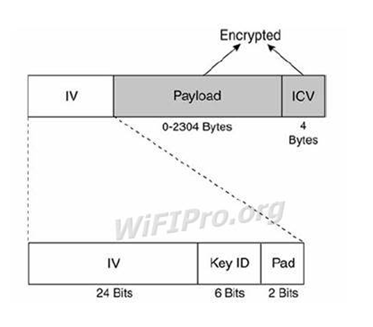 Encrypted
IV Payload ICV
0-2304 Bytes 4
Bytes
WiFiPro.org
IV Key ID Pad
24 Bits 6 Bits 2 Bits